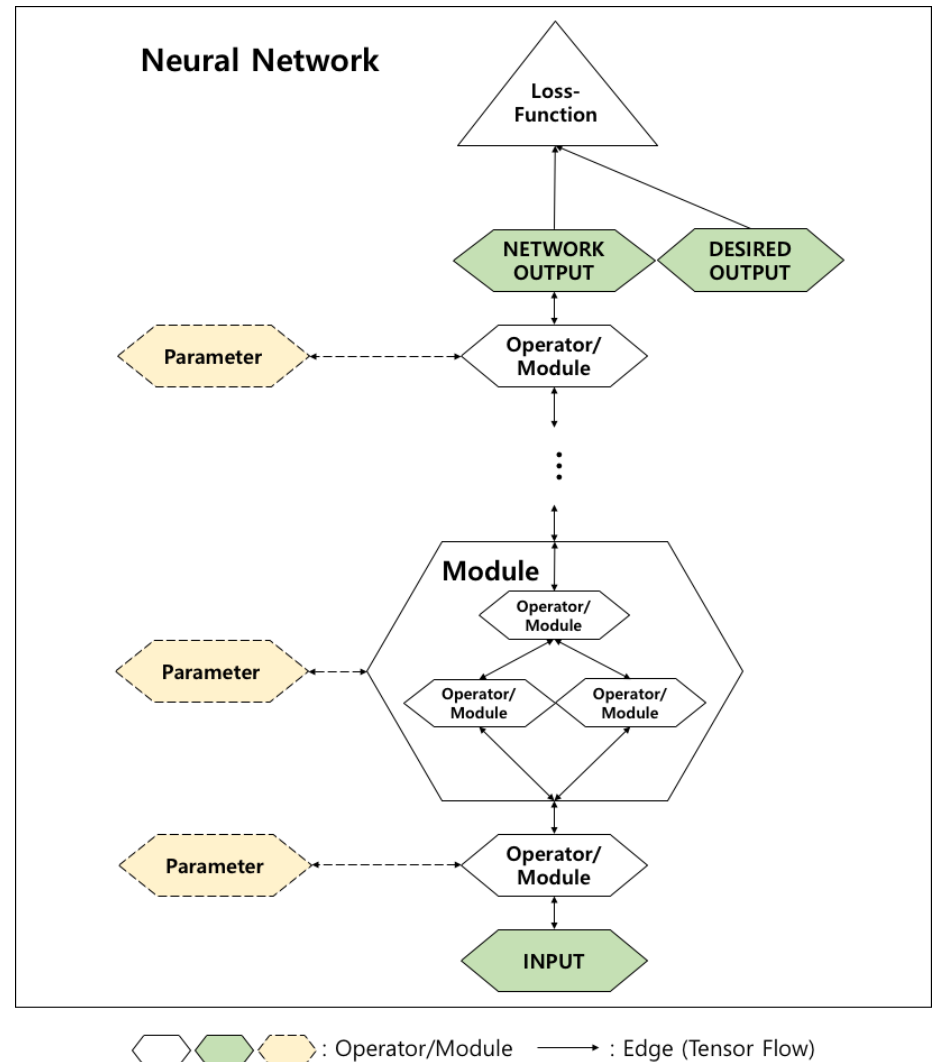 Neural Network
Loss-
Function
NETWORK
OUTPUT
DESIRED
OUTPUT
Parameter
Operator/
Module
Module
Operator/
Module
Parameter
Operator/
Module
Operator/
Module
Parameter
Operator/
Module
INPUT
: Operator/Module
: Edge (Tensor Flow)